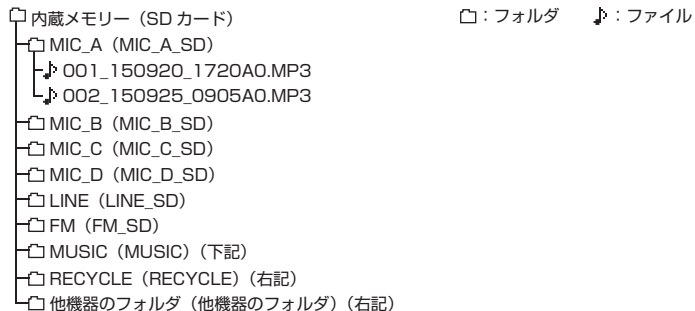 内蔵メモリー（SD カード）
：フォルダ ：ファイル
MIC_A（MIC_A_SD）
001_150920_1720A0.MP3
002_150925_0905A0.MP3
MIC_B（MIC_B_SD）
MIC_C（MIC_C_SD）
MIC_D（MIC_D_SD）
LINE（LINE_SD）
FM（FM_SD）
MUSIC（MUSIC）（下記）
RECYCLE（RECYCLE）（右記）
他機器のフォルダ（他機器のフォルダ）（右記）